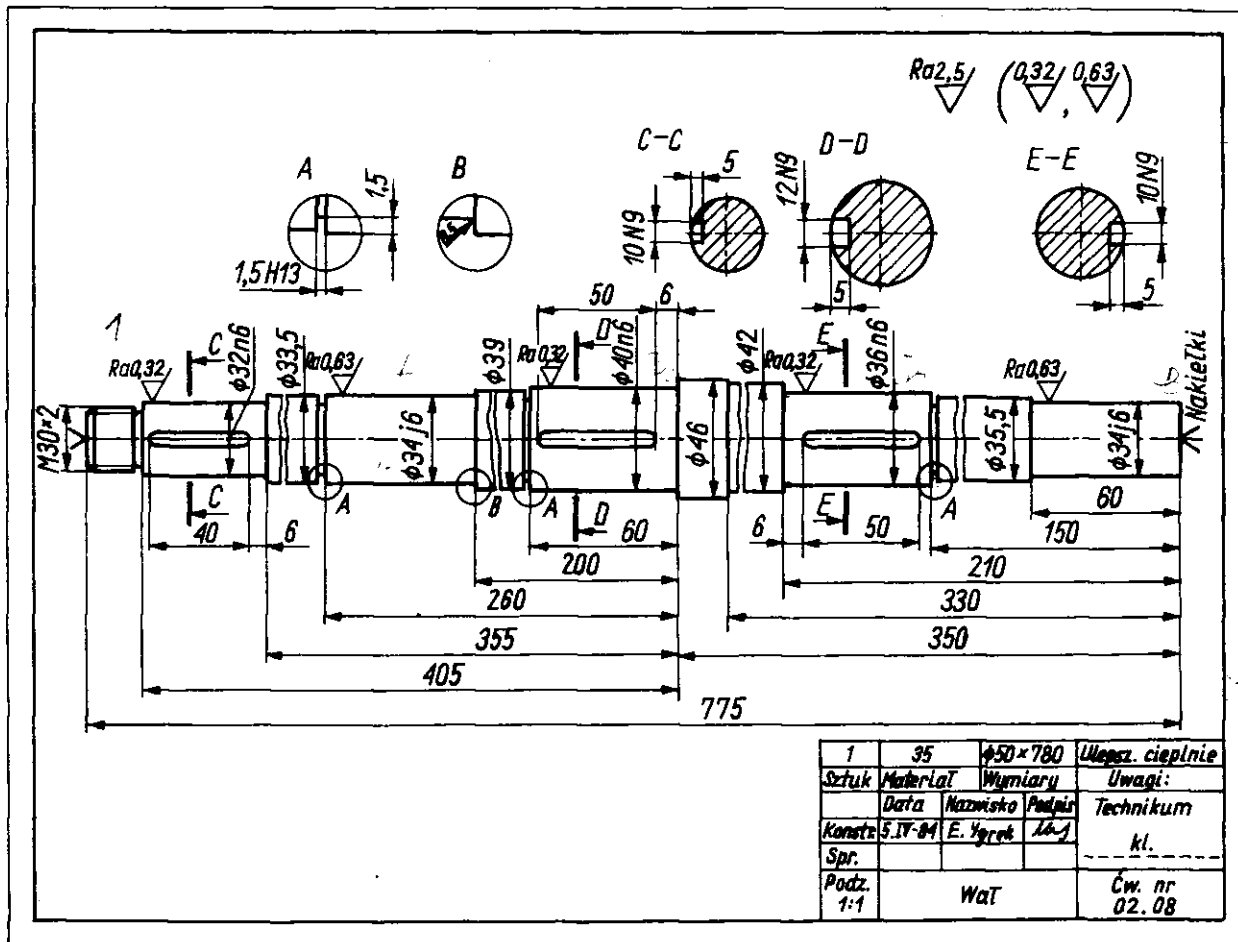 Ra2,5 (0,32, 0,63)
A
B
C-C
D-D
E-E
1,5
1,5H13
0,5
5
10N9
12N9
5
10N9
5
1
50
6
C
D
E
Ra0,32
ϕ32n6
ϕ33,5
Ra0,63
ϕ39
Ra0,32
ϕ40n6
ϕ42
Ra0,32
ϕ36n6
Ra0,63
Nakiełki
M30×2
ϕ34j6
ϕ46
ϕ35,5
ϕ34j6
A
B
A
A
C
D
E
40
6
60
6
50
60
200
150
260
210
355
330
405
350
775
1 35 ϕ50×780 Ulepsz. cieplnie
Sztuk Materiał Wymiary Uwagi:
Data Nazwisko Podpis Technikum
Konstr. 5.IV-84 E. Ygrek
kl.
Spr.
Podz. Wał Ćw. nr
1:1 02.08